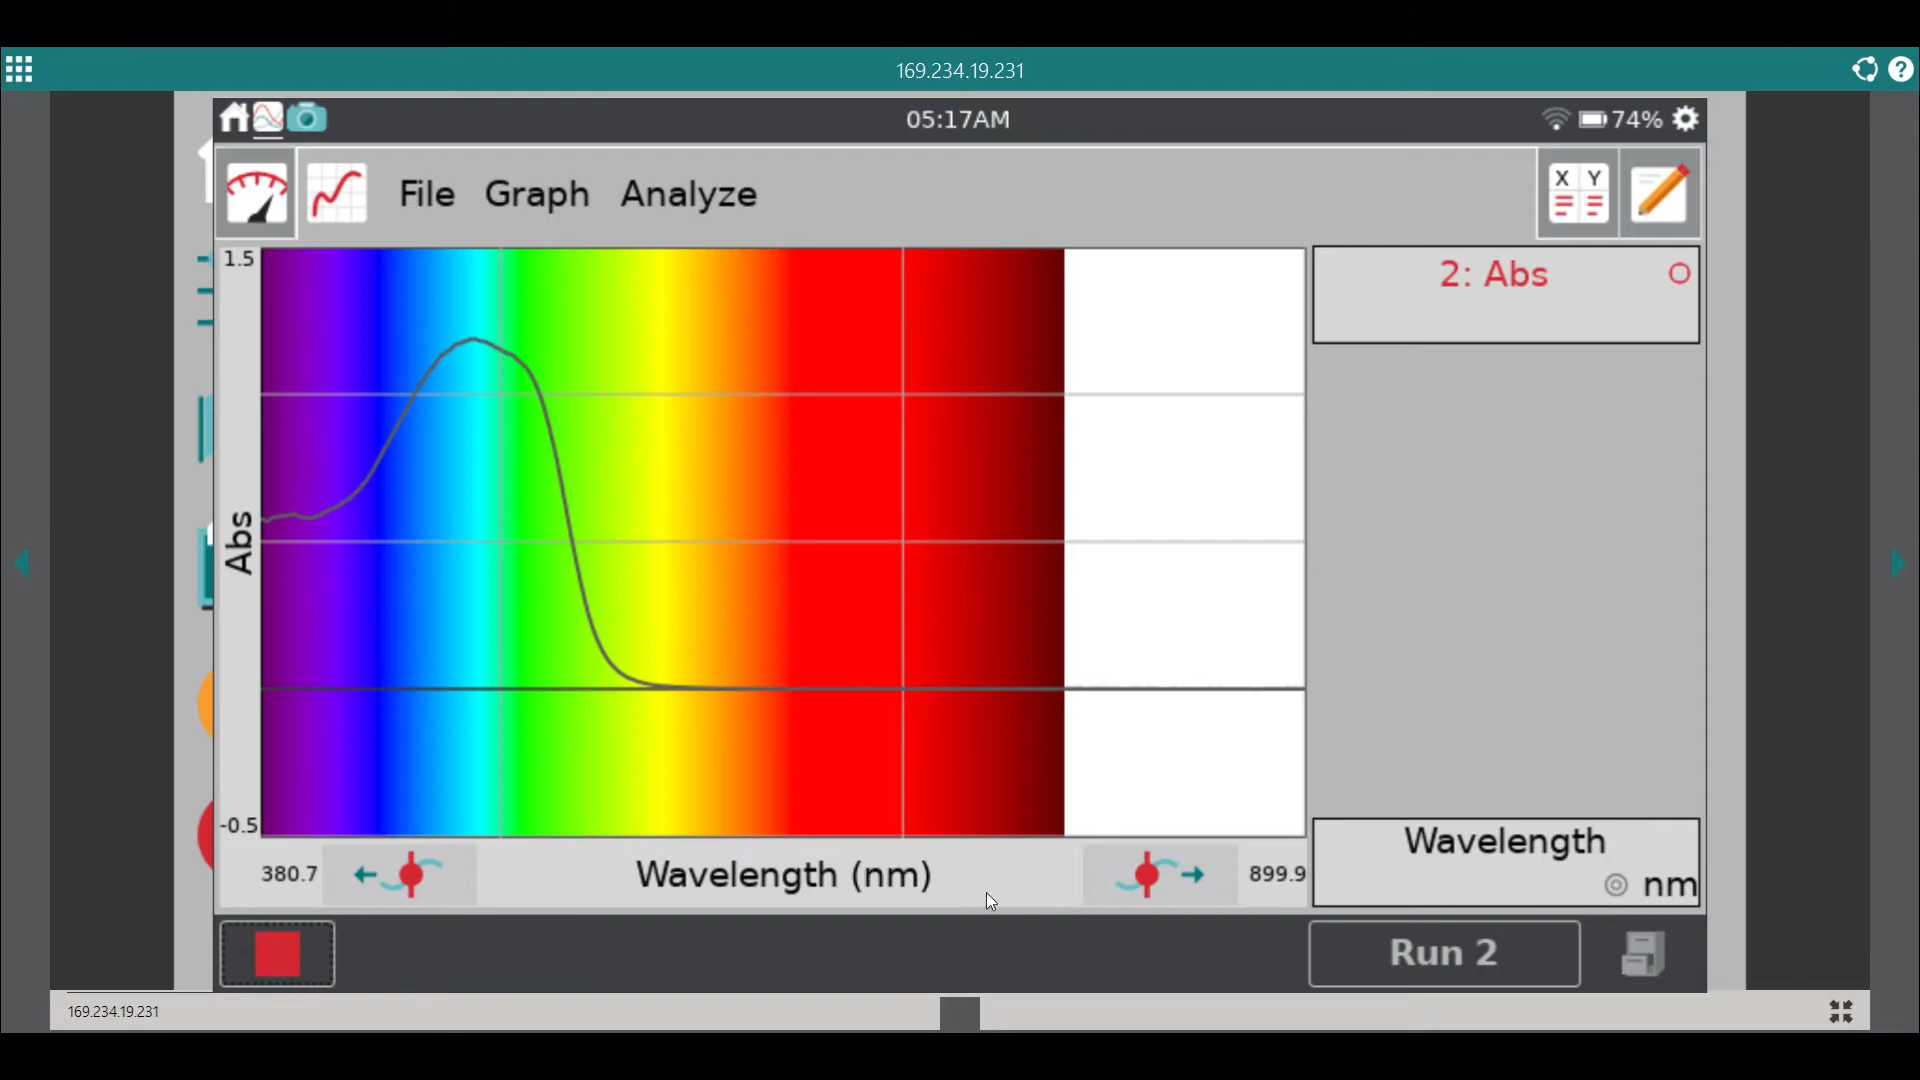 169.234.19.231
05:17AM
74%
File Graph Analyze
X Y
1.5
2: Abs
Abs
-0.5
380.7
Wavelength (nm)
899.9
Wavelength
nm
Run 2
169.234.19.231